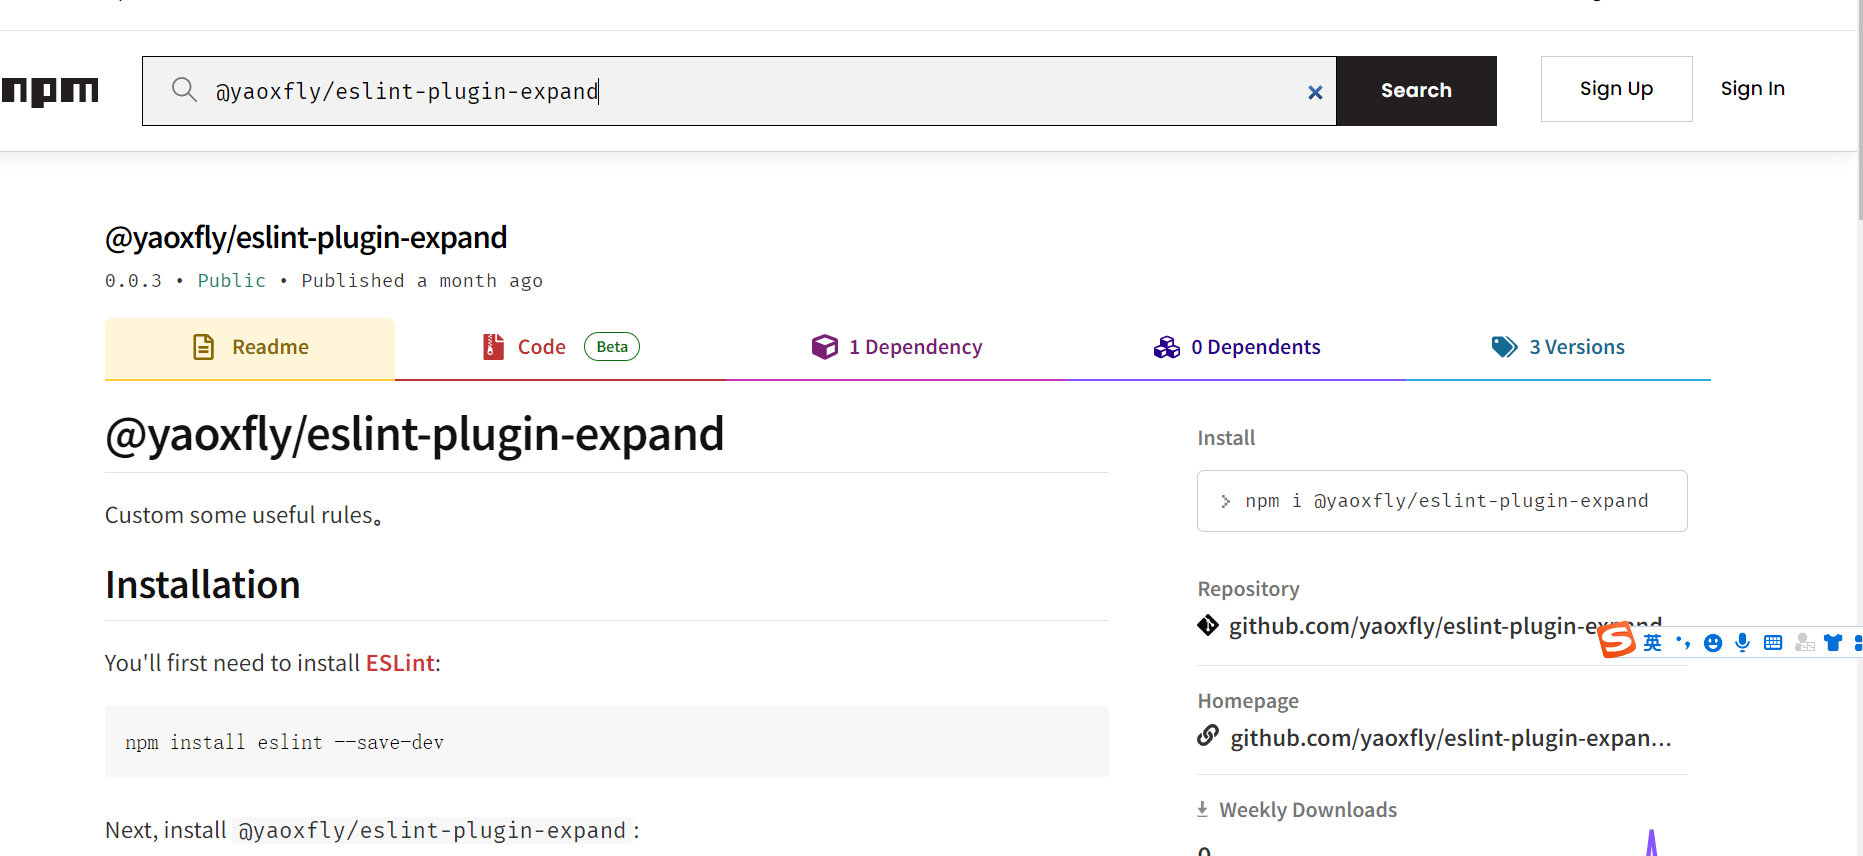 npm
@yaoxfly/eslint-plugin-expand
Search
Sign Up
Sign In
@yaoxfly/eslint-plugin-expand
0.0.3 • Public • Published a month ago
Readme
Code Beta
1 Dependency
0 Dependents
3 Versions
@yaoxfly/eslint-plugin-expand
Custom some useful rules。
Installation
You'll first need to install ESLint:
npm install eslint --save-dev
Next, install @yaoxfly/eslint-plugin-expand :
Install
> npm i @yaoxfly/eslint-plugin-expand
Repository
github.com/yaoxfly/eslint-plugin-expand
英
Homepage
github.com/yaoxfly/eslint-plugin-expan...
Weekly Downloads